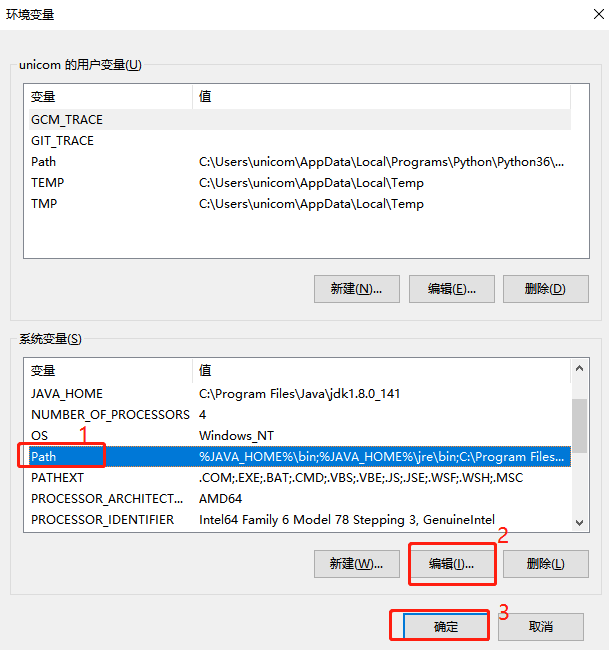 环境变量
unicom 的用户变量(U)
变量 值
GCM_TRACE
GIT_TRACE
Path C:\Users\unicom\AppData\Local\Programs\Python\Python36\...
TEMP C:\Users\unicom\AppData\Local\Temp
TMP C:\Users\unicom\AppData\Local\Temp
新建(N)... 编辑(E)... 删除(D)
系统变量(S)
变量 值
JAVA_HOME C:\Program Files\Java\jdk1.8.0_141
NUMBER_OF_PROCESSORS 4
OS Windows_NT
1
Path %JAVA_HOME%\bin;%JAVA_HOME%\jre\bin;C:\Program Files...
PATHEXT .COM;.EXE;.BAT;.CMD;.VBS;.VBE;.JS;.JSE;.WSF;.WSH;.MSC
PROCESSOR_ARCHITECT... AMD64
PROCESSOR_IDENTIFIER Intel64 Family 6 Model 78 Stepping 3, GenuineIntel
2
新建(W)... 编辑(I)... 删除(L)
3
确定 取消